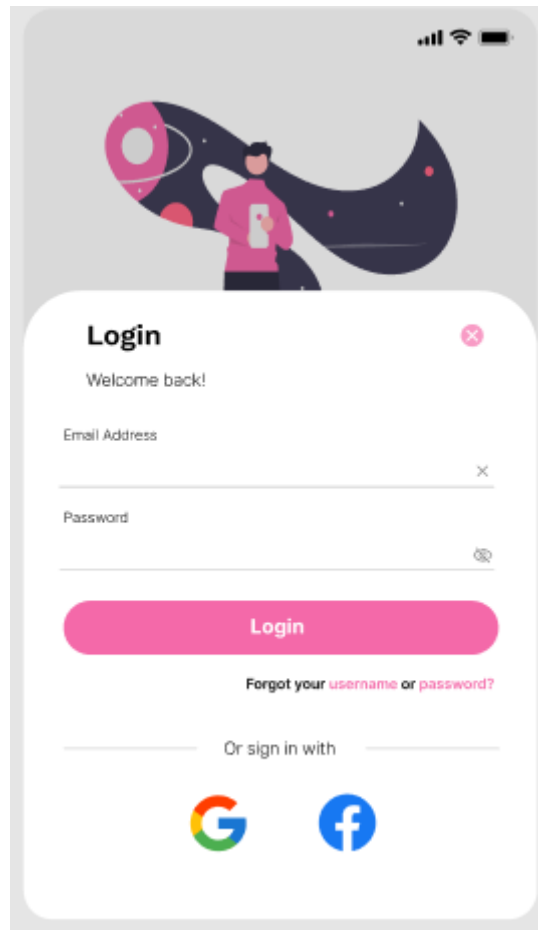 Login
Welcome back!
Email Address
Password
Login
Forgot your username or password?
Or sign in with